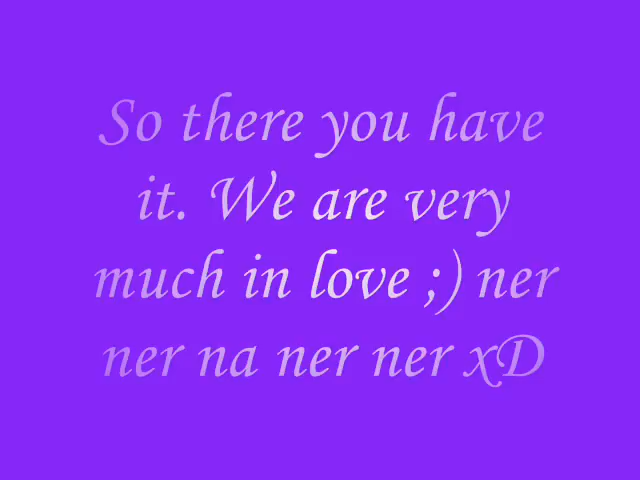 So there you have
it. We are very
much in love ;) ner
ner na ner ner xD